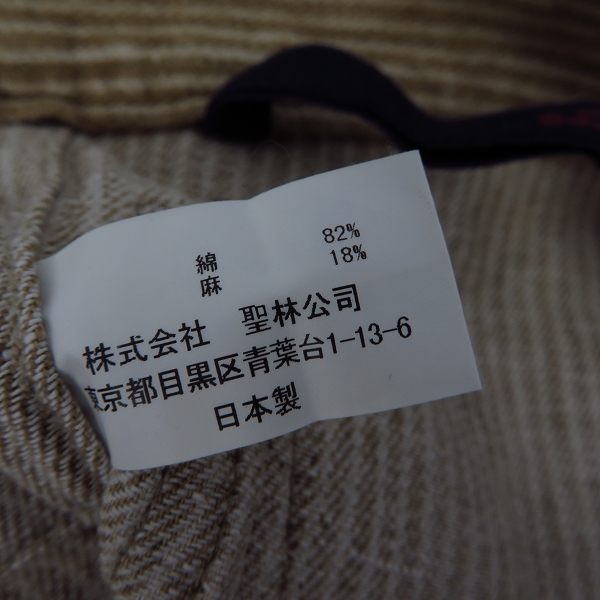 綿 82%
麻 18%
株式会社 聖林公司
東京都目黒区青葉台1-13-6
日本製